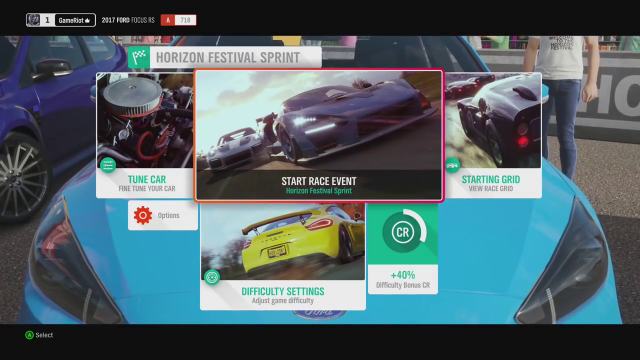 1 GameRiot 2017 FORD FOCUS RS A 718
HORIZON FESTIVAL SPRINT
TUNE CAR
FINE TUNE YOUR CAR
START RACE EVENT
Horizon Festival Sprint
STARTING GRID
VIEW RACE GRID
Options
CR
+40%
Difficulty Bonus CR
DIFFICULTY SETTINGS
Adjust game difficulty
Ford
A Select